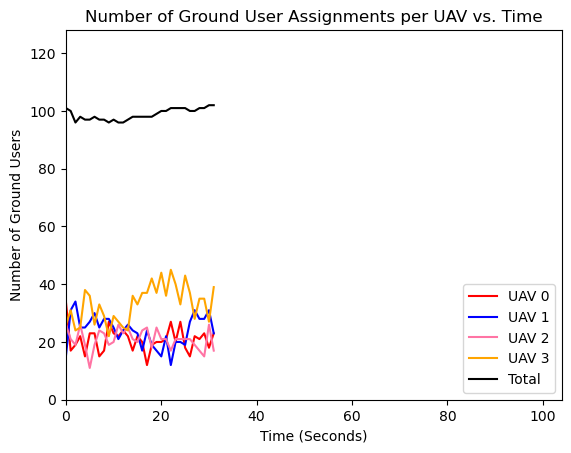 Number of Ground User Assignments per UAV vs. Time
120
100
80
60
40
20
0
Number of Ground Users
0 20 40 60 80 100
Time (Seconds)
UAV 0
UAV 1
UAV 2
UAV 3
Total